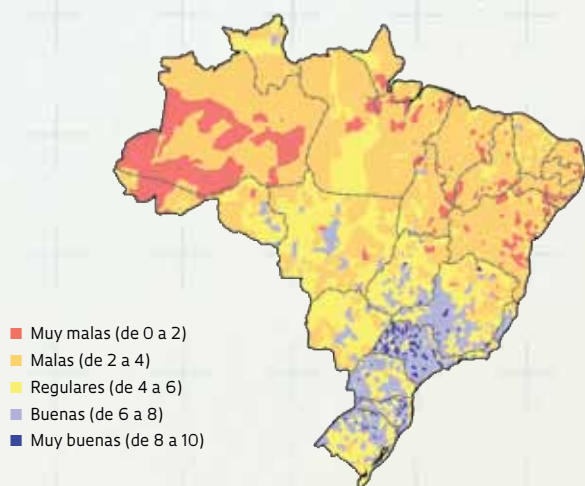 Muy malas (de 0 a 2)
Malas (de 2 a 4)
Regulares (de 4 a 6)
Buenas (de 6 a 8)
Muy buenas (de 8 a 10)